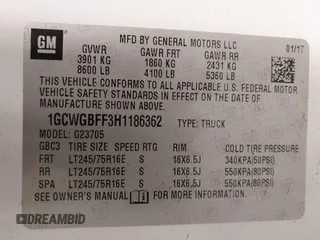 GM
MFD BY GENERAL MOTORS LLC
GVWR GAWR FRT GAWR RR 01/17
3901 KG 1860 KG 2431 KG
8600 LB 4100 LB 5360 LB
THIS VEHICLE CONFORMS TO ALL APPLICABLE U.S. FEDERAL MOTOR
VEHICLE SAFETY STANDARDS IN EFFECT ON THE DATE OF
MANUFACTURE SHOWN ABOVE.
1GCWGBFF3H1186362 TYPE: TRUCK
MODEL: G23705
GBC3 TIRE SIZE SPEED RTG RIM COLD TIRE PRESSURE
FRT LT245/75R16E S 16X6.5J 340KPA(50PSI)
RR LT245/75R16E S 16X6.5J 550KPA(80PSI)
SPA LT245/75R16E S 16X6.5J 550KPA(80PSI)
SEE OWNER'S MANUAL FOR MORE INFORMATION.
DREAMBID